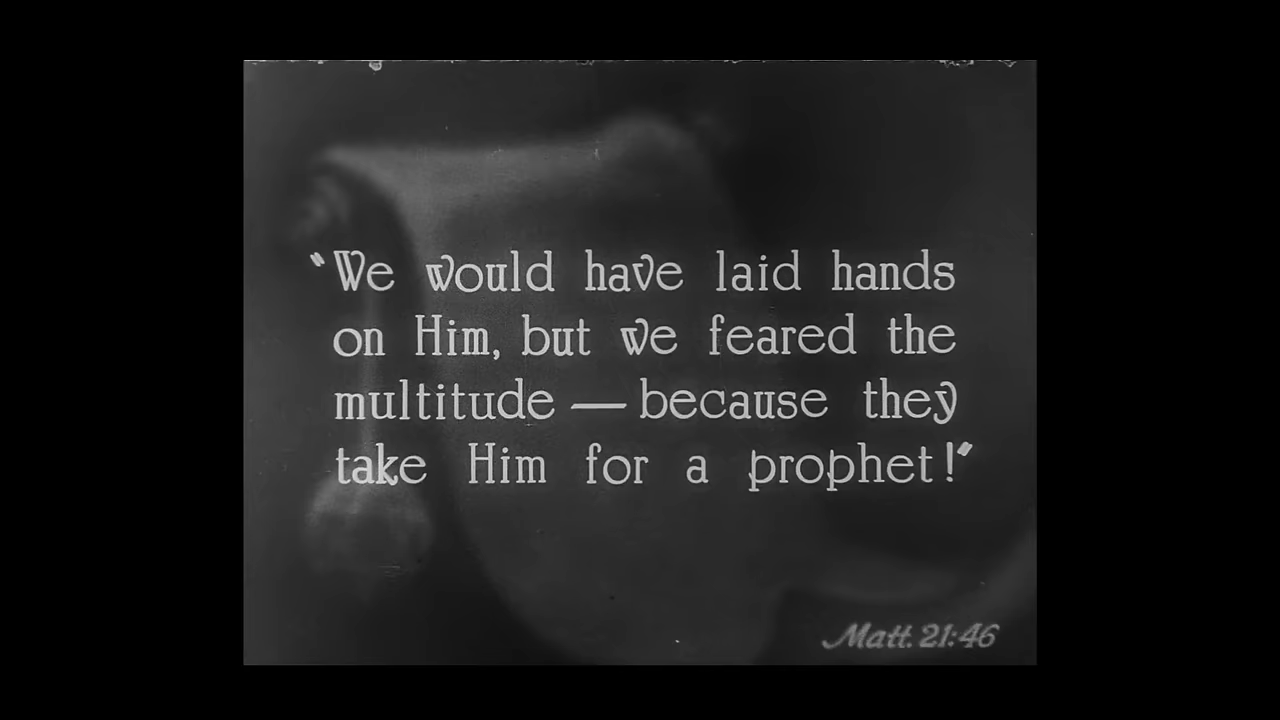 "We would have laid hands
on Him, but we feared the
multitude — because they
take Him for a prophet!"
Matt. 21:46